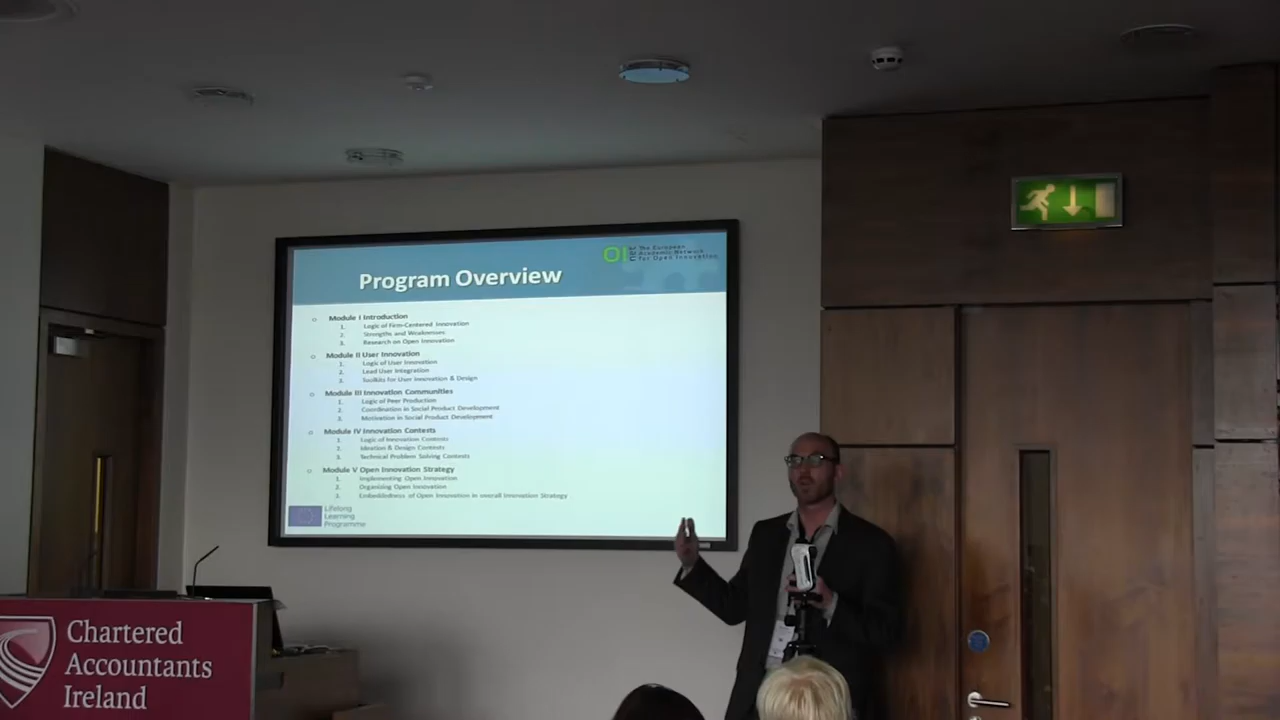 Program Overview
OI
The European
Academic Network
for Open Innovation
Module I Introduction
1. Logic of Firm-Centered Innovation
2. Strengths and Weaknesses
3. Research on Open Innovation
Module II User Innovation
1. Logic of User Innovation
2. Lead User Integration
3. Toolkits for User Innovation & Design
Module III Innovation Communities
1. Logic of Peer Production
2. Coordination in Social Product Development
3. Motivation in Social Product Development
Module IV Innovation Contests
1. Logic of Innovation Contests
2. Ideation & Design Contests
3. Technical Problem Solving Contests
Module V Open Innovation Strategy
1. Implementing Open Innovation
2. Organizing Open Innovation
3. Embeddedness of Open Innovation in overall Innovation Strategy
Lifelong
Learning
Programme
Chartered
Accountants
Ireland